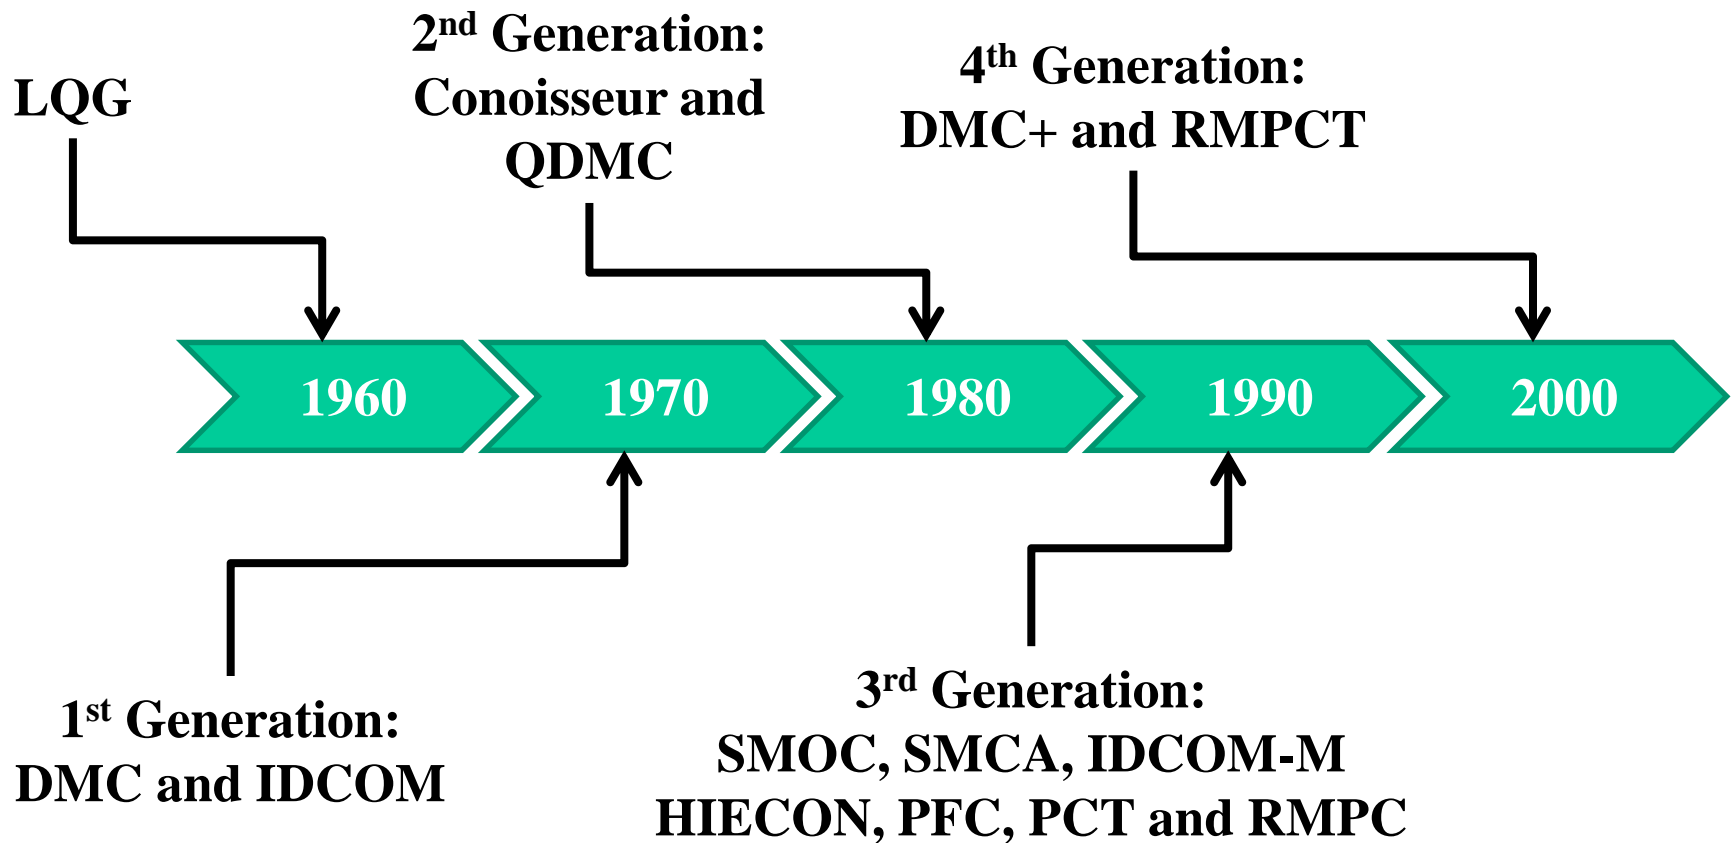 LQG
2nd Generation:
Conoisseur and
QDMC
4th Generation:
DMC+ and RMPCT
1960
1970
1980
1990
2000
1st Generation:
DMC and IDCOM
3rd Generation:
SMOC, SMCA, IDCOM-M
HIECON, PFC, PCT and RMPC